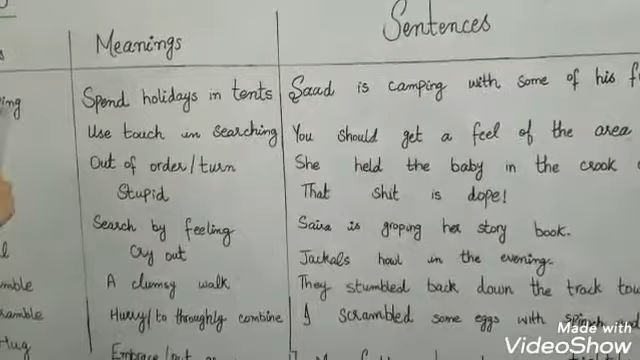 Meanings Sentences
Spend holidays in tents Saud is camping with some of his
Use touch in searching You should get a feel of the area
Out of order/turn She held the baby in the crook
Stupid That shit is dope!
Search by feeling Saira is groping her story book.
Cry out Jackals howl in the evening.
A clumsy walk They stumbled back down the track
Hurry/to throughly combine I scrambled some eggs with
Hug Embrace
Made with
VideoShow